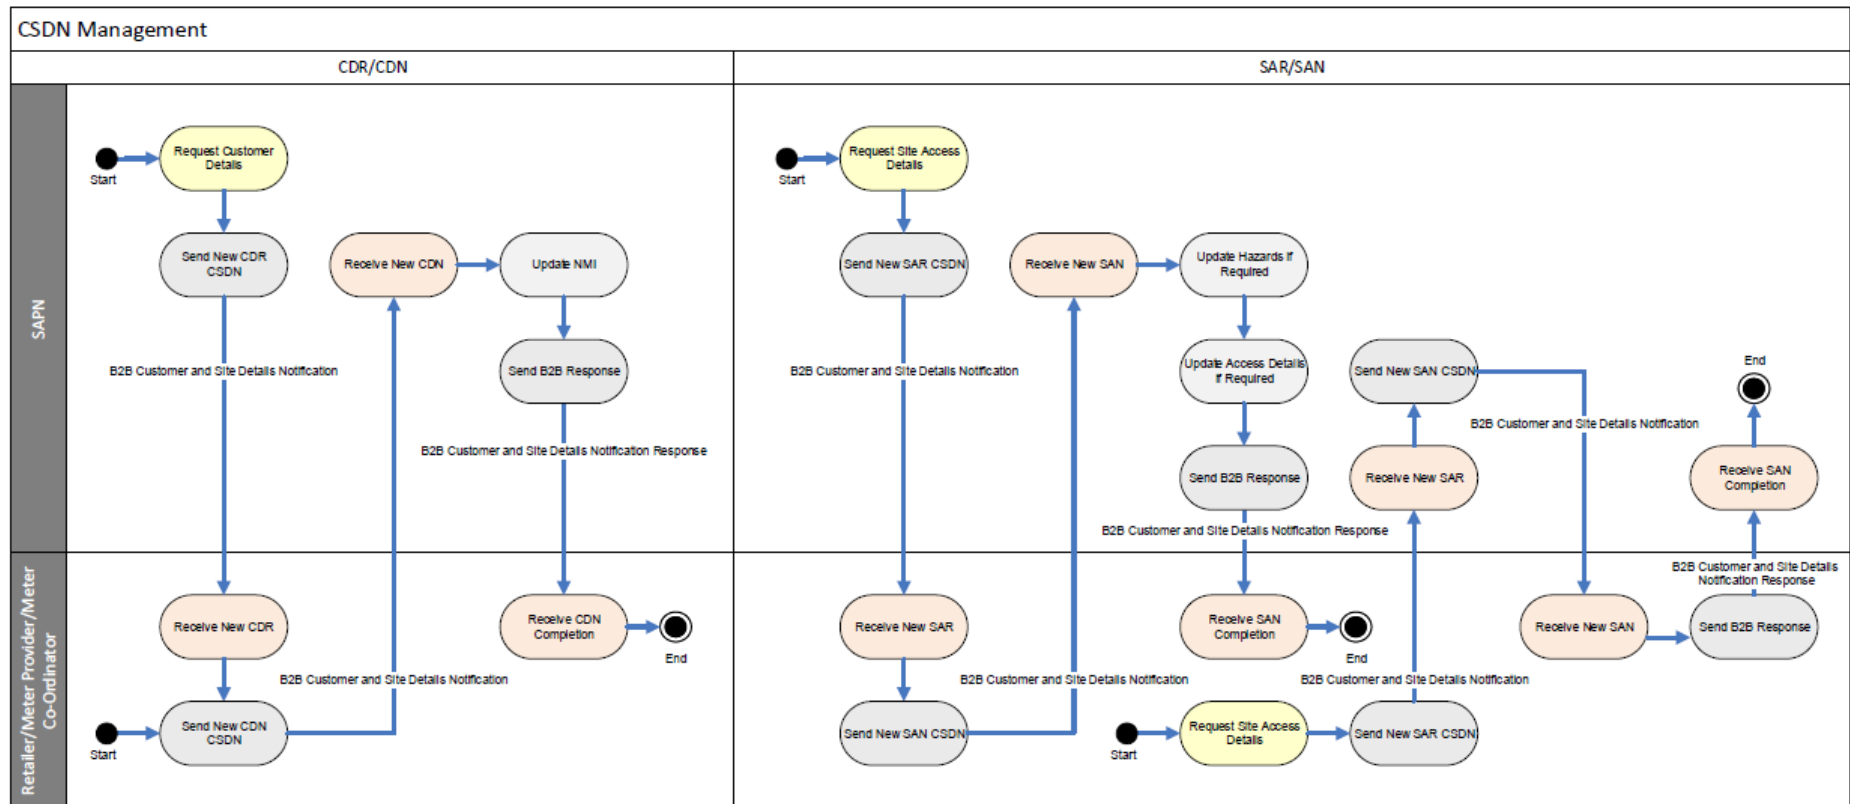 CSDN Management
CDR/CDN
SAR/SAN
SAPN
Request Customer
Details
Start
Send New CDR
CSDN
Receive New CDN
Update NMI
B2B Customer and Site Details Notification
Send B2B Response
B2B Customer and Site Details Notification Response
Request Site Access
Details
Start
Send New SAR CSDN
Receive New SAN
Update Hazards If
Required
B2B Customer and Site Details Notification
Update Access Details
If Required
Send New SAN CSDN
End
B2B Customer and Site Details Notification
Send B2B Response
Receive New SAR
Receive SAN
Completion
B2B Customer and Site Details Notification Response
Retailer/Meter Provider/Meter
Co-Ordinator
Receive New CDR
Receive CDN
Completion
End
B2B Customer and Site Details Notification
Start
Send New CDN
CSDN
B2B Customer and Site Details
Notification Response
Receive New SAR
Receive SAN
Completion
End
Receive New SAN
Send B2B Response
B2B Customer and Site Details Notification
B2B Customer and Site Details Notification
Send New SAN CSDN
Start
Request Site Access
Details
Send New SAR CSDN